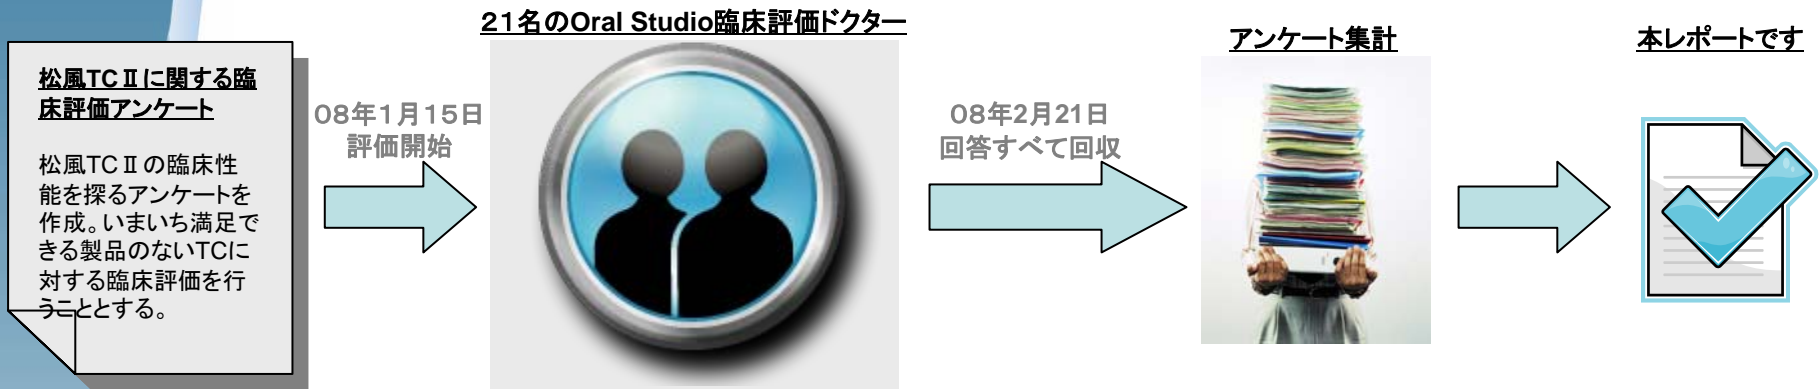 松風TCⅡに関する臨
床評価アンケート
松風TCⅡの臨床性
能を探るアンケートを
作成。いまいち満足で
きる製品のないTCに
対する臨床評価を行
うこととする。
08年1月15日
評価開始
21名のOral Studio臨床評価ドクター
08年2月21日
回答すべて回収
アンケート集計
本レポートです